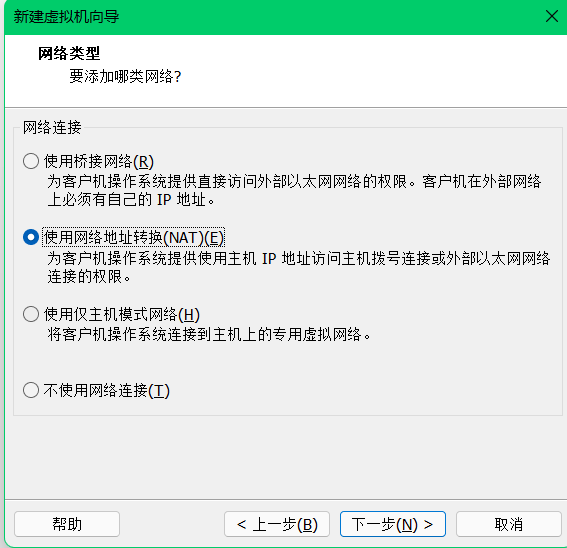 新建虚拟机向导
网络类型
要添加哪类网络?
网络连接
使用桥接网络(R)
为客户机操作系统提供直接访问外部以太网网络的权限。客户机在外部网络
上必须有自己的 IP 地址。
使用网络地址转换(NAT)(E)
为客户机操作系统提供使用主机 IP 地址访问主机拨号连接或外部以太网网络
连接的权限。
使用仅主机模式网络(H)
将客户机操作系统连接到主机上的专用虚拟网络。
不使用网络连接(T)
帮助
< 上一步(B)
下一步(N) >
取消